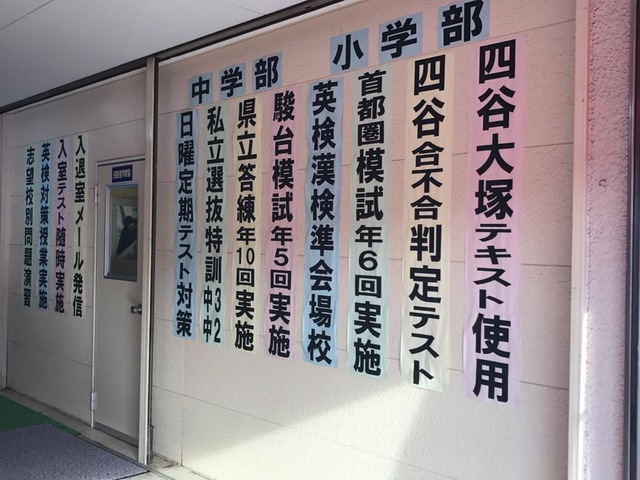 小学部
四谷大塚テキスト使用
四谷合不合判定テスト
首都圏模試年6回実施
英検漢検準会場校
中学部
駿台模試年5回実施
県立答練年10回実施
私立選抜特訓中3中2
日曜定期テスト対策
入退室メール発信
入室テスト随時実施
英検対策授業実施
志望校別問題演習